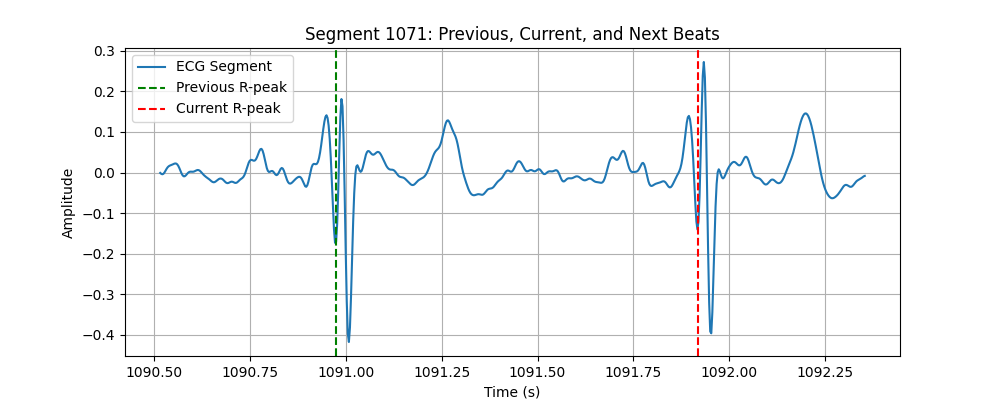 Segment 1071: Previous, Current, and Next Beats
ECG Segment
Previous R-peak
Current R-peak
Amplitude
0.3
0.2
0.1
0.0
−0.1
−0.2
−0.3
−0.4
1090.50 1090.75 1091.00 1091.25 1091.50 1091.75 1092.00 1092.25
Time (s)